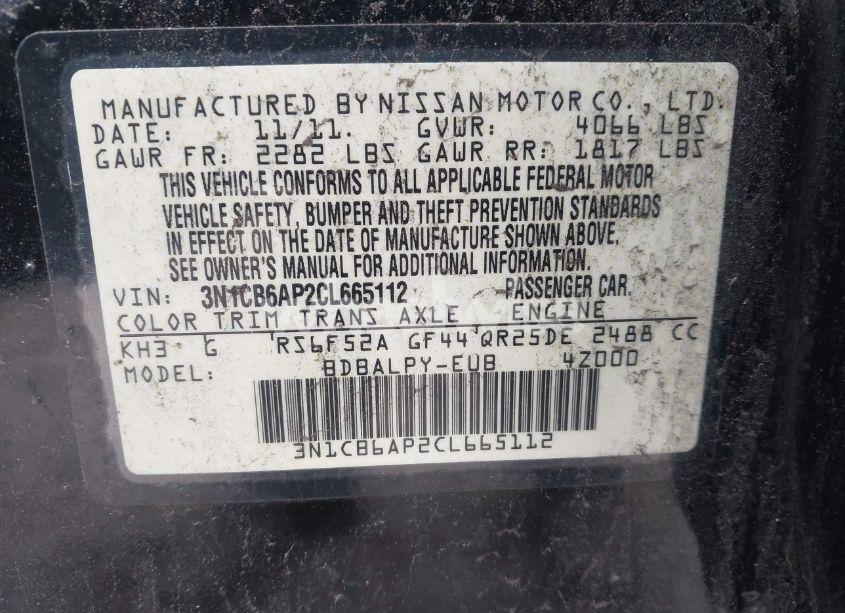 MANUFACTURED BY NISSAN MOTOR CO., LTD.
DATE: 11/11. GVWR: 4066 LBS
GAWR FR: 2282 LBS GAWR RR: 1817 LBS
THIS VEHICLE CONFORMS TO ALL APPLICABLE FEDERAL MOTOR
VEHICLE SAFETY, BUMPER AND THEFT PREVENTION STANDARDS
IN EFFECT ON THE DATE OF MANUFACTURE SHOWN ABOVE.
SEE OWNER'S MANUAL FOR ADDITIONAL INFORMATION.
VIN: 3N1CB6AP2CL665112 PASSENGER CAR.
COLOR TRIM TRANS AXLE ENGINE
KH3 G RS6F52A GF44 QR25DE 2488 CC
MODEL: BDBALPY-EUB 4Z000
3N1CB6AP2CL665112